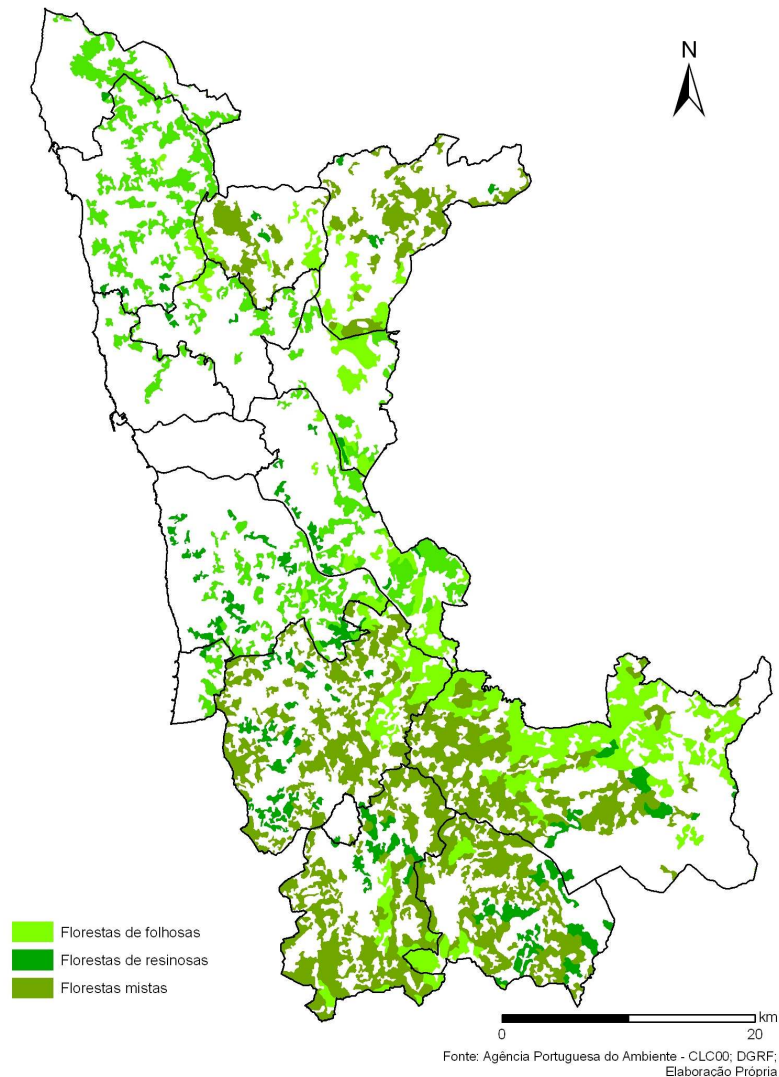 N
Florestas de folhosas
Florestas de resinosas
Florestas mistas
km
0
20
Fonte: Agência Portuguesa do Ambiente - CLC00; DGRF;
Elaboração Própria